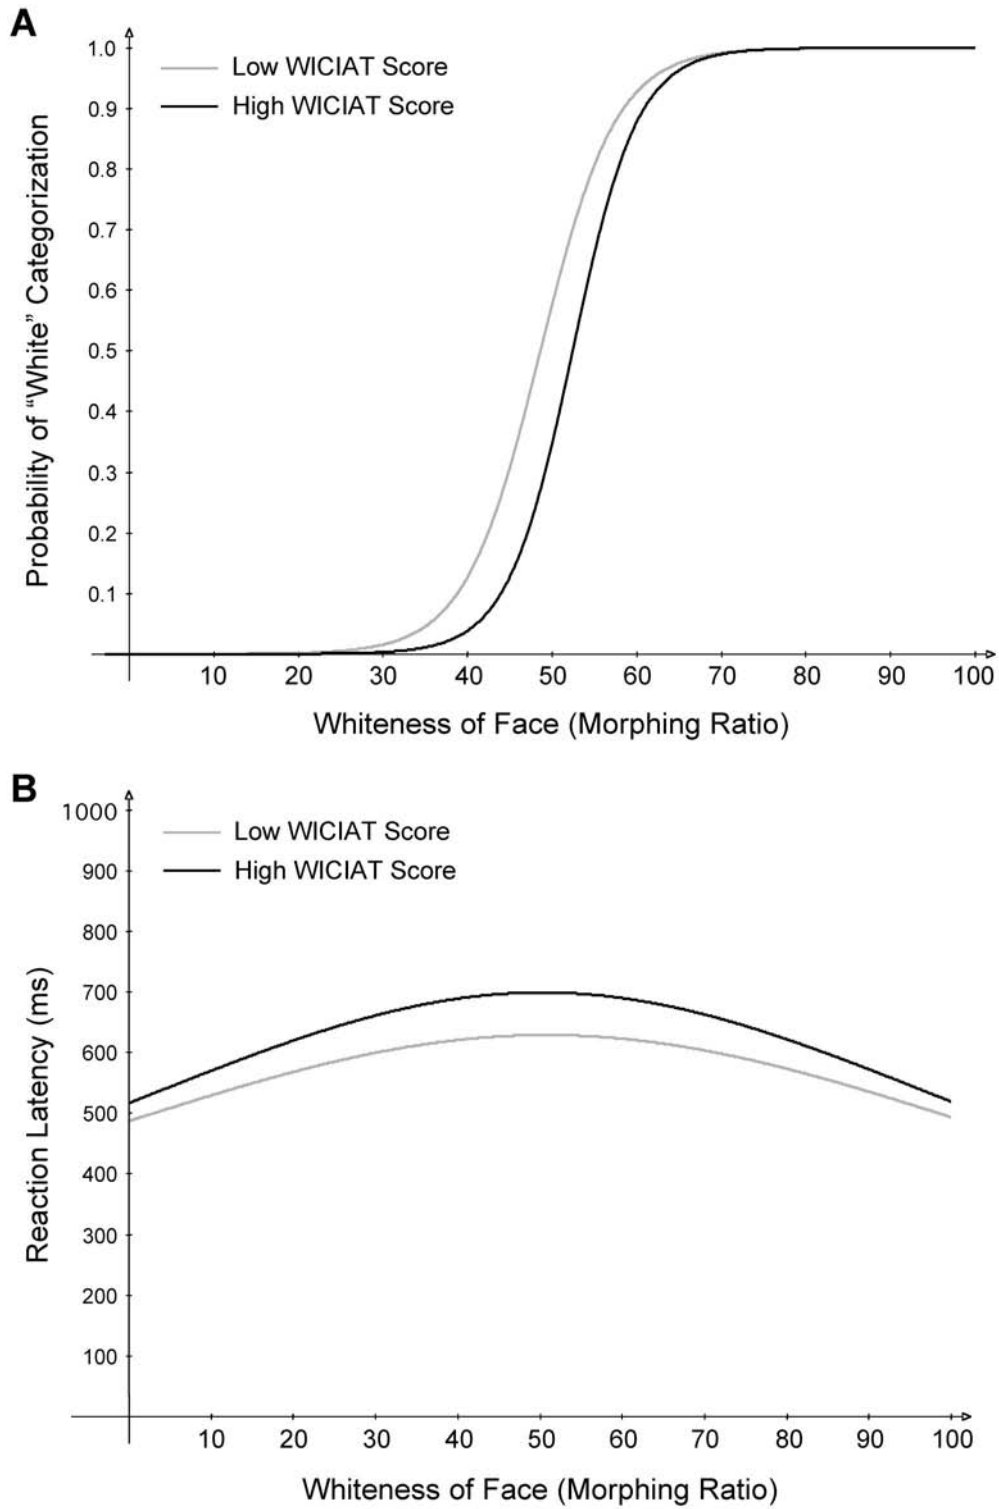 A
1.0
Low WICIAT Score
High WICIAT Score
0.9
0.8
0.7
0.6
0.5
0.4
0.3
0.2
0.1
Probability of “White” Categorization
10 20 30 40 50 60 70 80 90 100
Whiteness of Face (Morphing Ratio)
B
1000
Low WICIAT Score
High WICIAT Score
900
800
700
600
500
400
300
200
100
Reaction Latency (ms)
10 20 30 40 50 60 70 80 90 100
Whiteness of Face (Morphing Ratio)